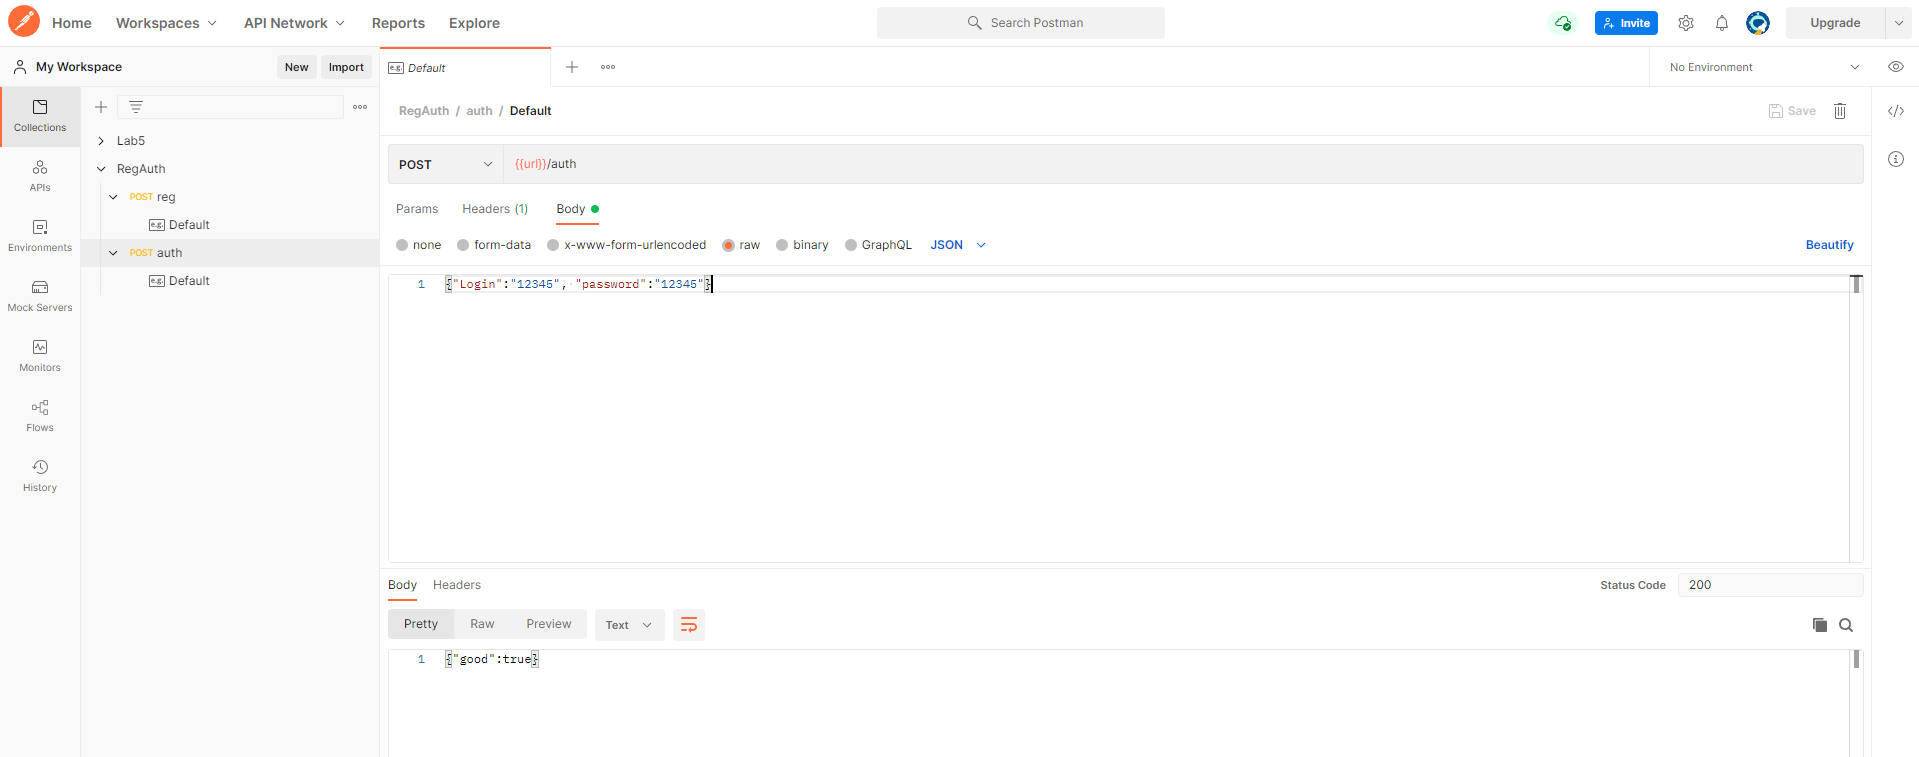 Home Workspaces API Network Reports Explore Search Postman Invite Upgrade
My Workspace New Import
e.g. Default
No Environment
Collections
APIs
Environments
Mock Servers
Monitors
Flows
History
Lab5
RegAuth
POST reg
e.g. Default
POST auth
e.g. Default
RegAuth / auth / Default
Save
POST {{url}}/auth
Params Headers (1) Body
none form-data x-www-form-urlencoded raw binary GraphQL JSON Beautify
1 {"Login":"12345", "password":"12345"}
Body Headers Status Code 200
Pretty Raw Preview Text
1 {"good":true}